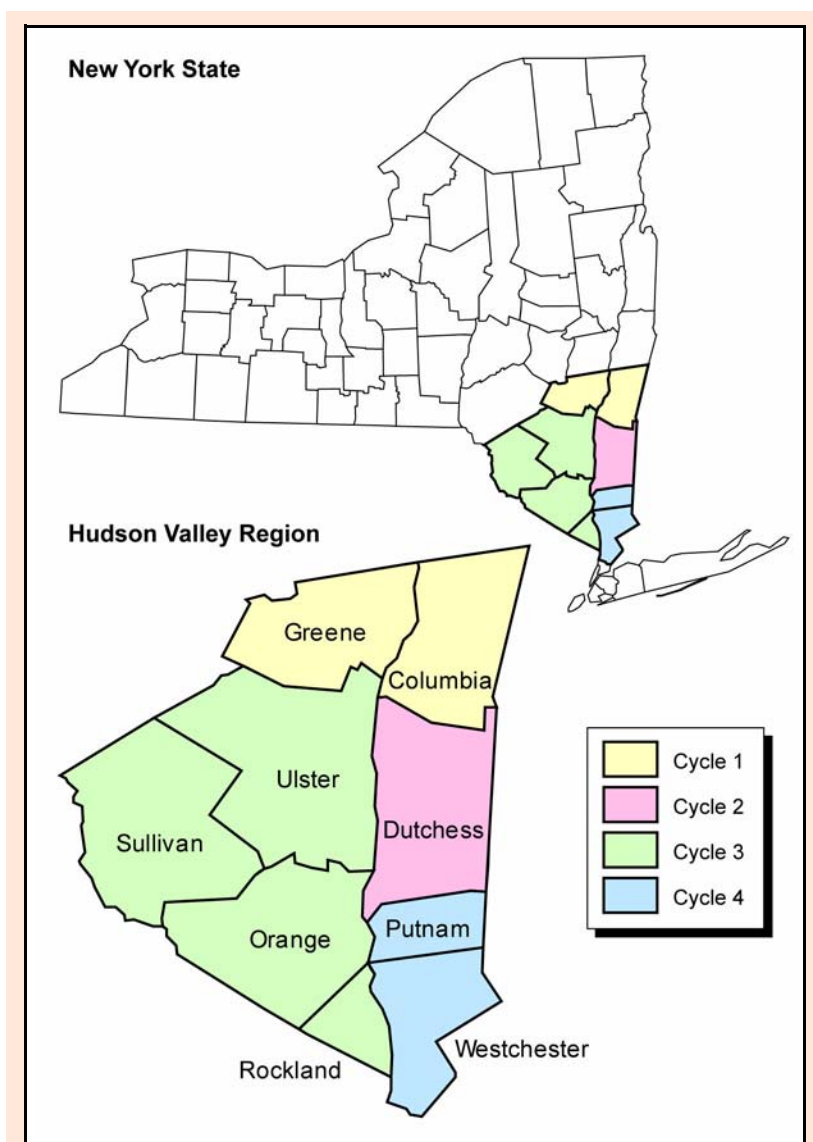 New York State
Hudson Valley Region
Greene
Columbia
Ulster
Dutchess
Sullivan
Putnam
Orange
Westchester
Rockland
Cycle 1
Cycle 2
Cycle 3
Cycle 4